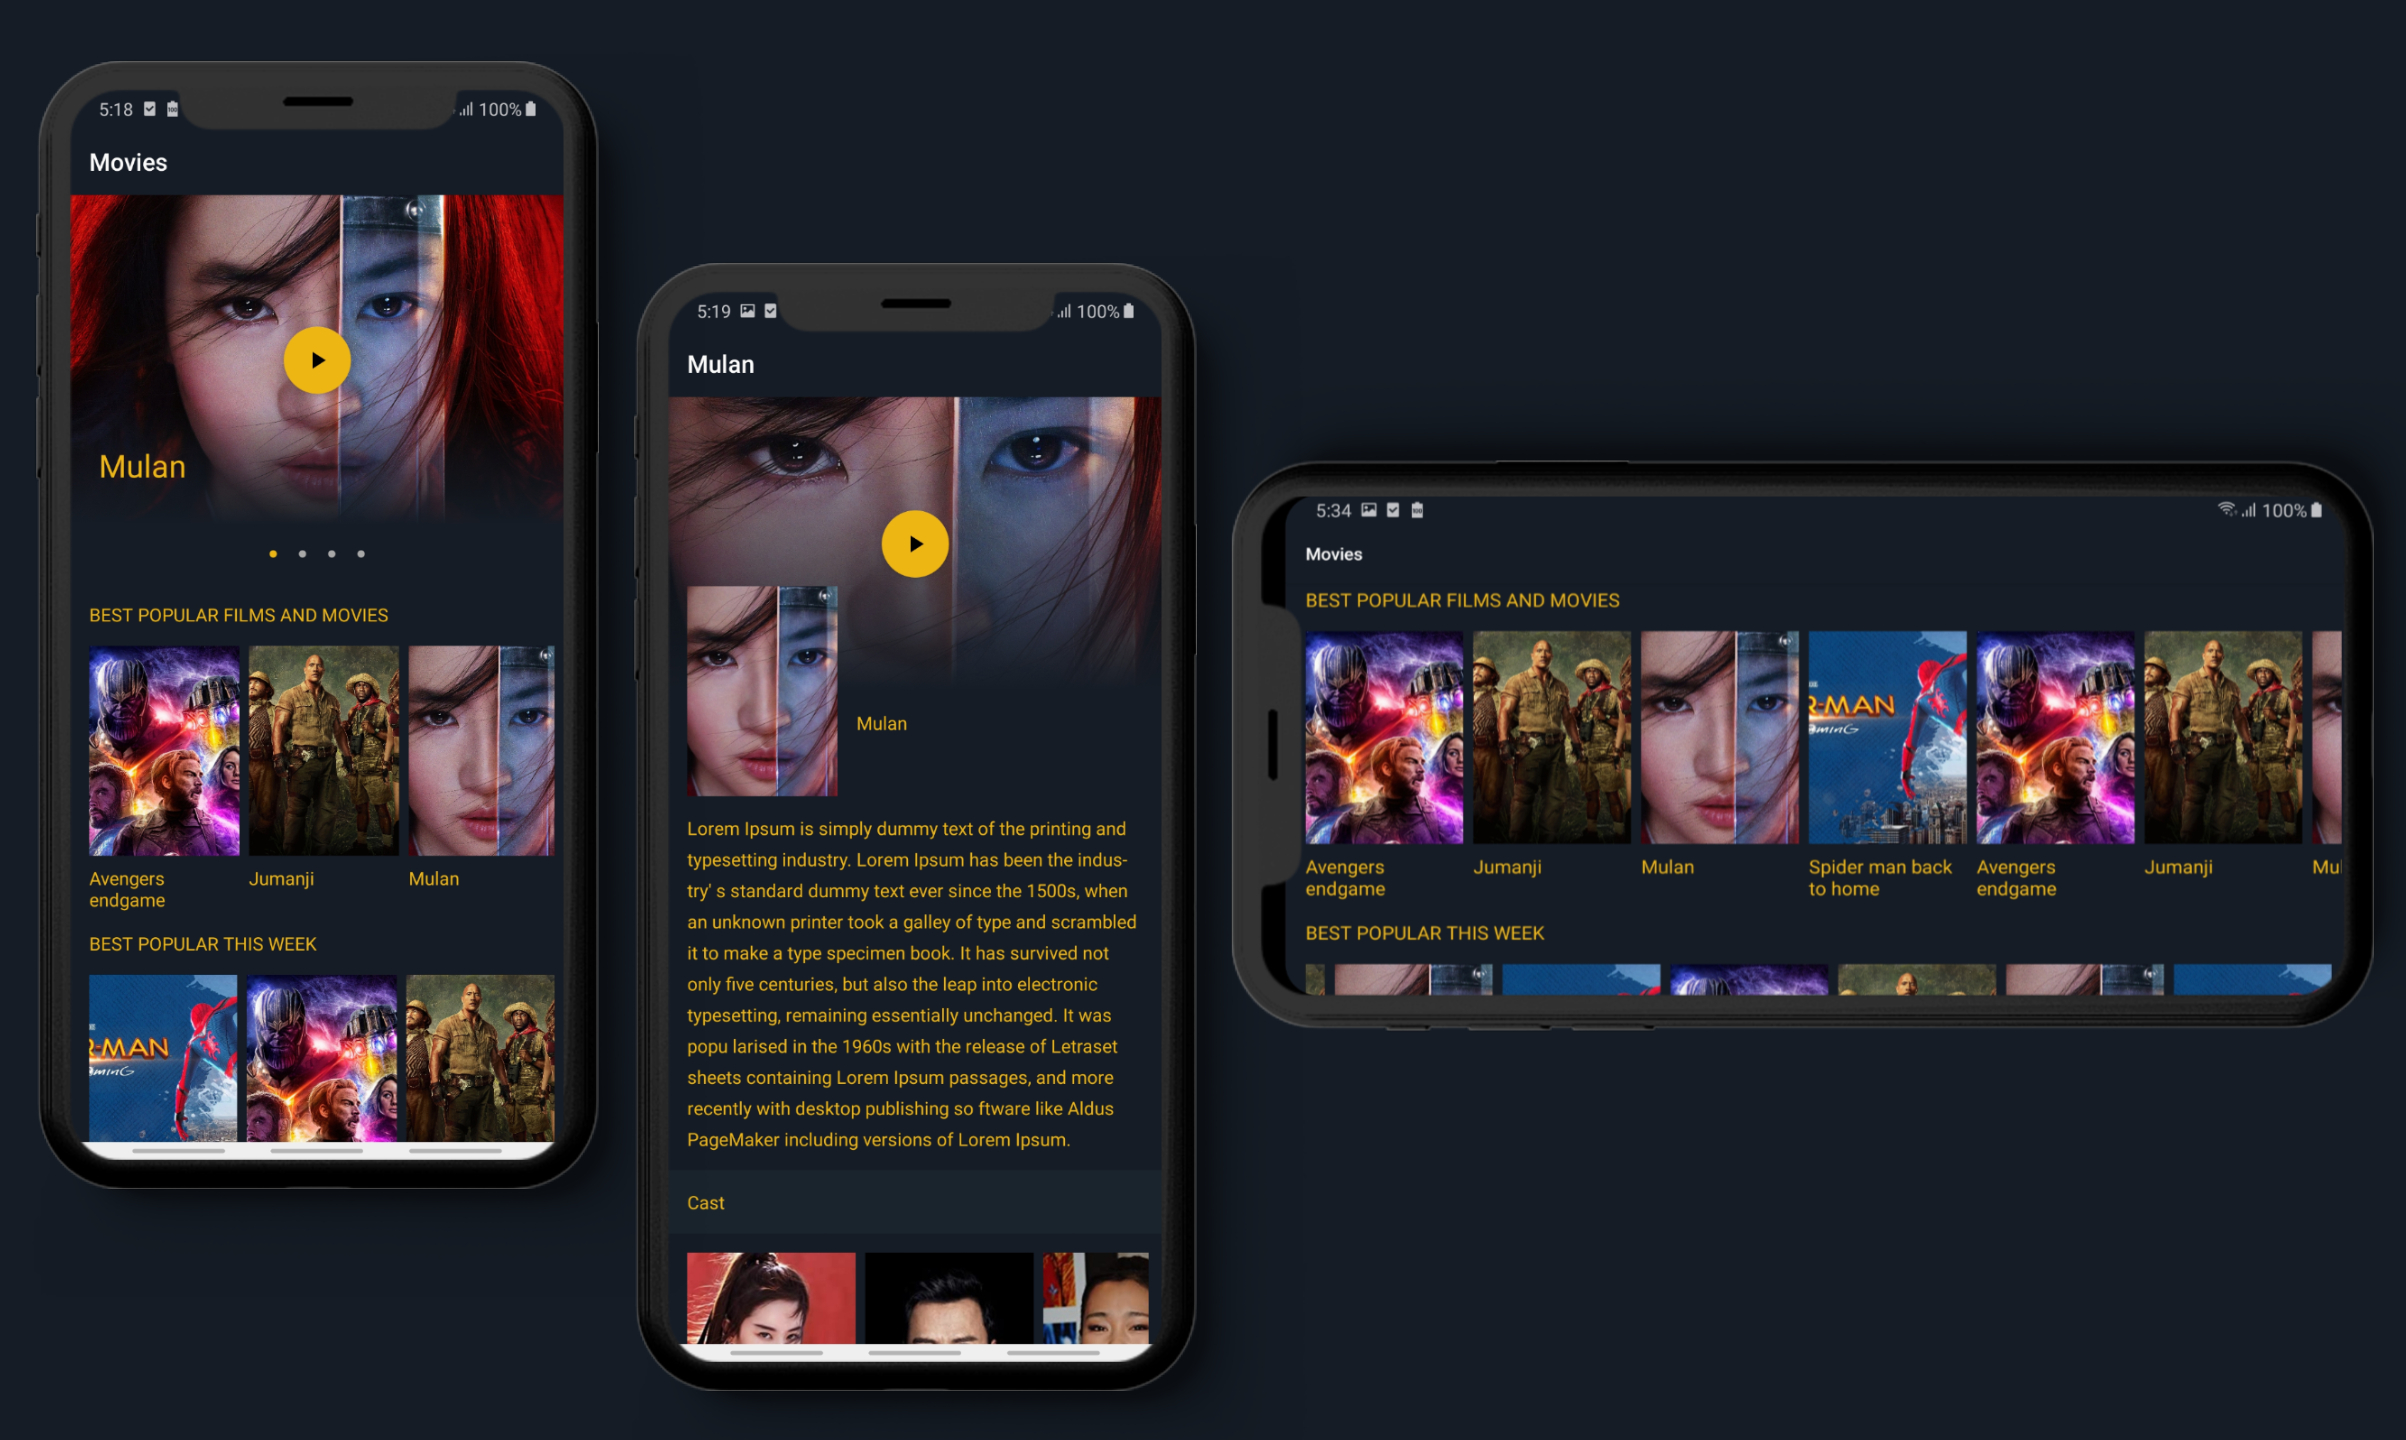 5:18
100%
Movies
Mulan
BEST POPULAR FILMS AND MOVIES
Avengers
endgame
Jumanji
Mulan
BEST POPULAR THIS WEEK
R-MAN
5:19
100%
Mulan
Mulan
Lorem Ipsum is simply dummy text of the printing and
typesetting industry. Lorem Ipsum has been the indus-
try' s standard dummy text ever since the 1500s, when
an unknown printer took a galley of type and scrambled
it to make a type specimen book. It has survived not
only five centuries, but also the leap into electronic
typesetting, remaining essentially unchanged. It was
popu larised in the 1960s with the release of Letraset
sheets containing Lorem Ipsum passages, and more
recently with desktop publishing so ftware like Aldus
PageMaker including versions of Lorem Ipsum.
Cast
5:34
100%
Movies
BEST POPULAR FILMS AND MOVIES
R-MAN
Avengers
endgame
Jumanji
Mulan
Spider man back
to home
Avengers
endgame
Jumanji
Mul
BEST POPULAR THIS WEEK